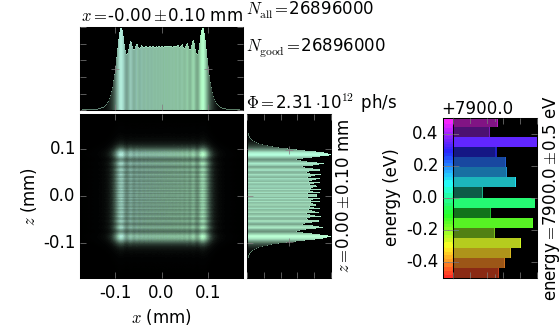 x=-0.00±0.10 mm
N_all=26896000
N_good=26896000
Φ=2.31·10^12 ph/s
0.1
0.0
-0.1
z (mm)
-0.1 0.0 0.1
x (mm)
z=0.00±0.10 mm
+7900.0
0.4
0.2
0.0
-0.2
-0.4
energy (eV)
energy=7900.0±0.5 eV